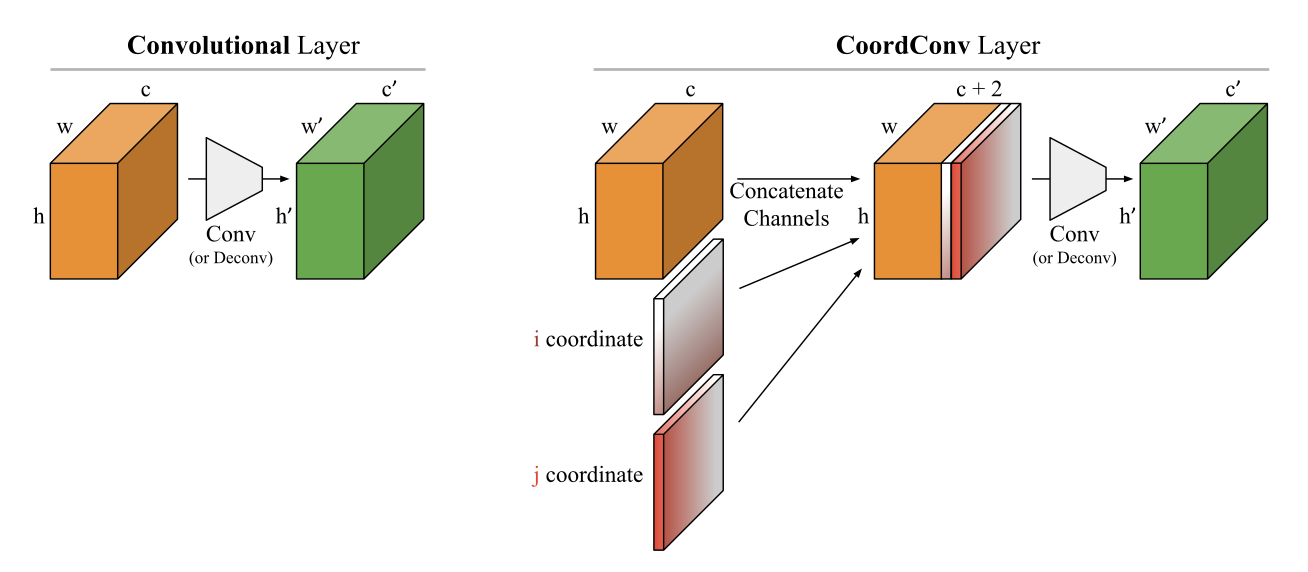 Convolutional Layer
c
w
h
Conv
(or Deconv)
c′
w′
h′
CoordConv Layer
c
w
h
i coordinate
j coordinate
Concatenate
Channels
c + 2
w
h
Conv
(or Deconv)
c′
w′
h′